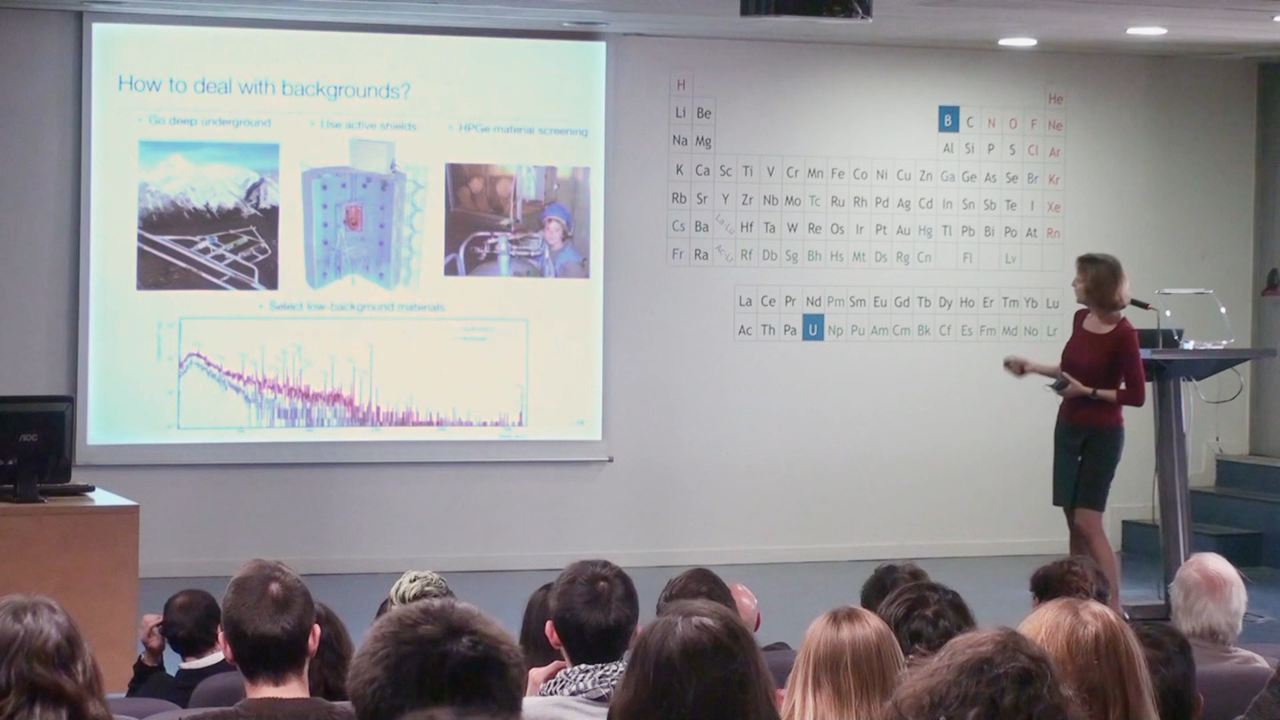 How to deal with backgrounds?
Go deep underground
Use active shields
HPGe material screening
Select low-background materials
AOC
H He
Li Be B C N O F Ne
Na Mg Al Si P S Cl Ar
K Ca Sc Ti V Cr Mn Fe Co Ni Cu Zn Ga Ge As Se Br Kr
Rb Sr Y Zr Nb Mo Tc Ru Rh Pd Ag Cd In Sn Sb Te I Xe
Cs Ba La-Lu Hf Ta W Re Os Ir Pt Au Hg Tl Pb Bi Po At Rn
Fr Ra Ac-Lr Rf Db Sg Bh Hs Mt Ds Rg Cn Fl Lv
La Ce Pr Nd Pm Sm Eu Gd Tb Dy Ho Er Tm Yb Lu
Ac Th Pa U Np Pu Am Cm Bk Cf Es Fm Md No Lr